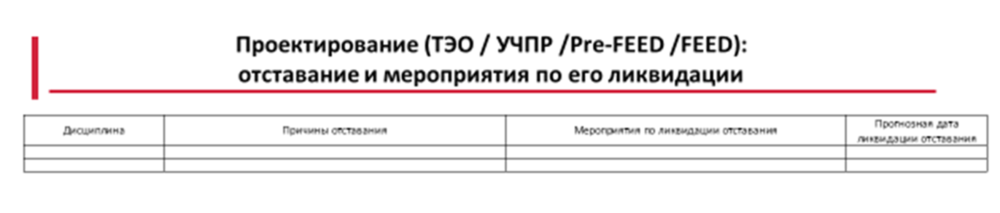 Проектирование (ТЭО / УЧПР /Pre-FEED /FEED):
отставание и мероприятия по его ликвидации
Дисциплина
Причины отставания
Мероприятия по ликвидации отставания
Прогнозная дата
ликвидации отставания